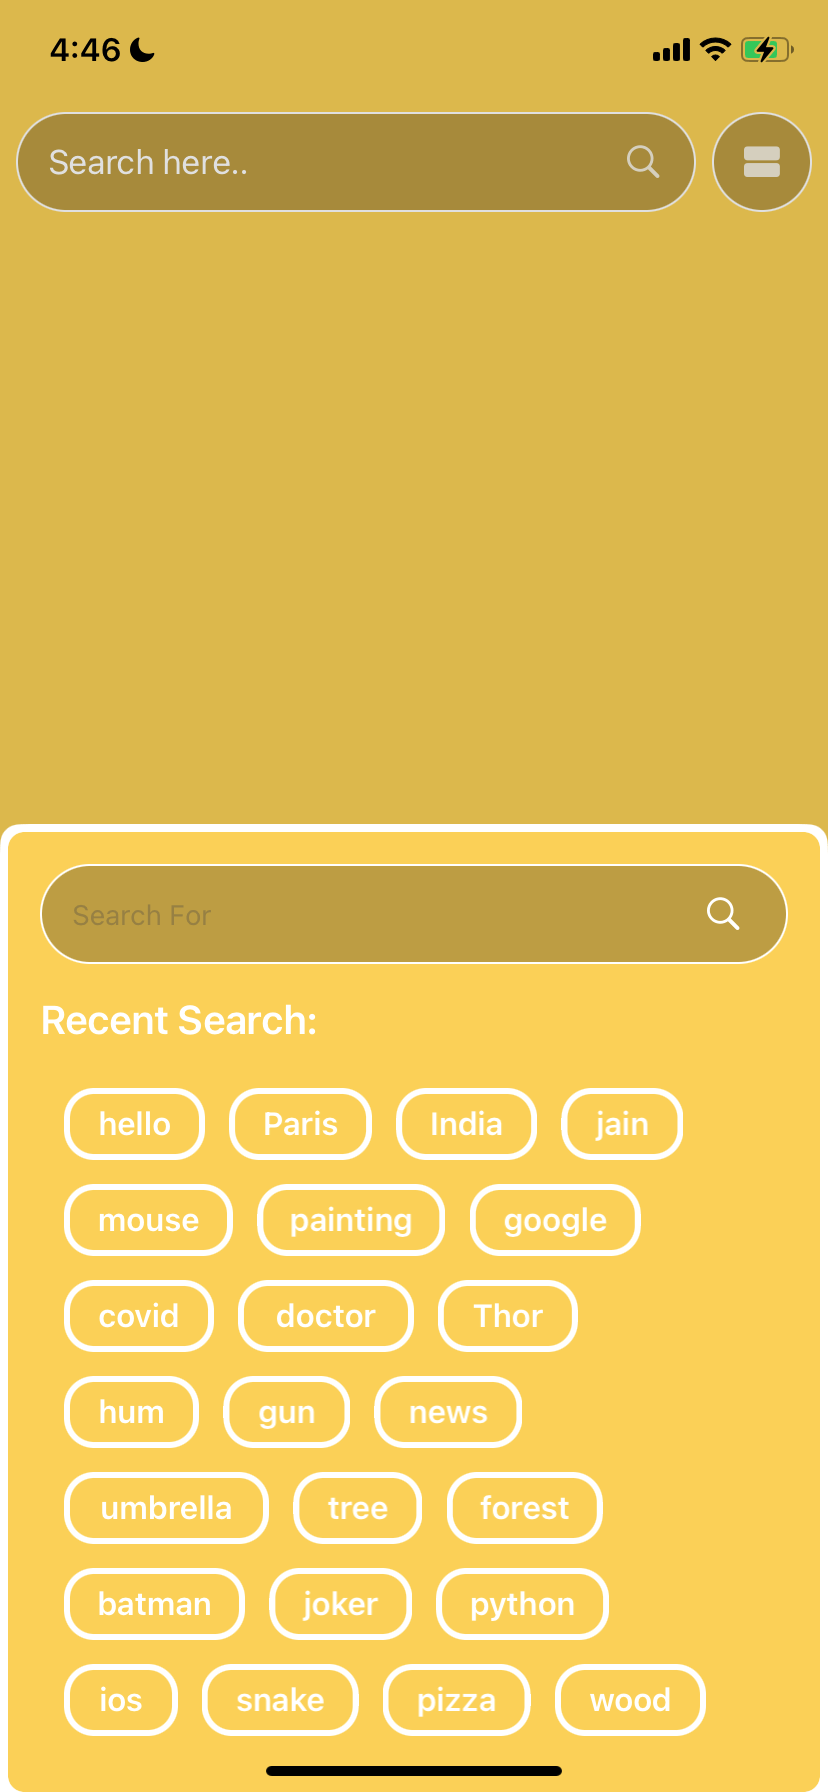 4:46
Search here..
Search For
Recent Search:
hello Paris India jain
mouse painting google
covid doctor Thor
hum gun news
umbrella tree forest
batman joker python
ios snake pizza wood